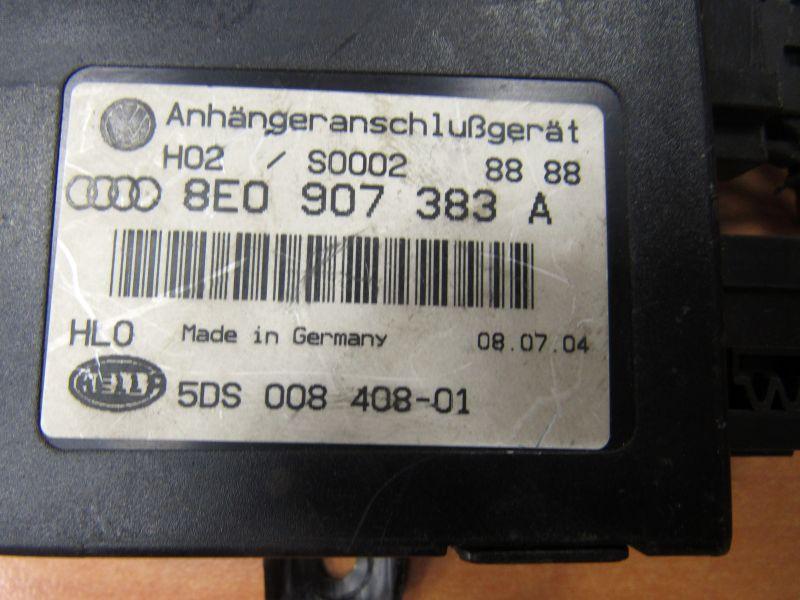 Anhängeranschlußgerät
H02 / S0002 88 88
8E0 907 383 A
HLO Made in Germany 08.07.04
HELLA 5DS 008 408-01